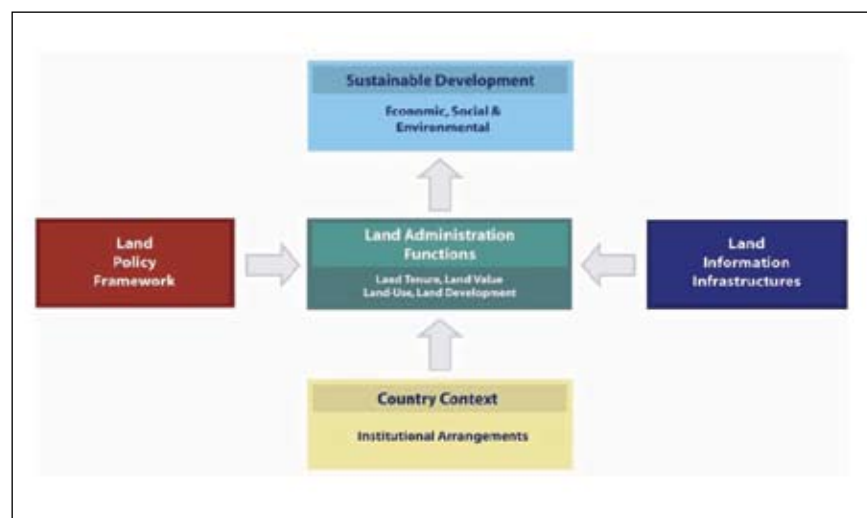 Sustainable Development
Economic, Social &
Environmental
Land
Policy
Framework
Land Administration
Functions
Land Tenure, Land Value
Land-Use, Land Development
Land
Information
Infrastructures
Country Context
Institutional Arrangements